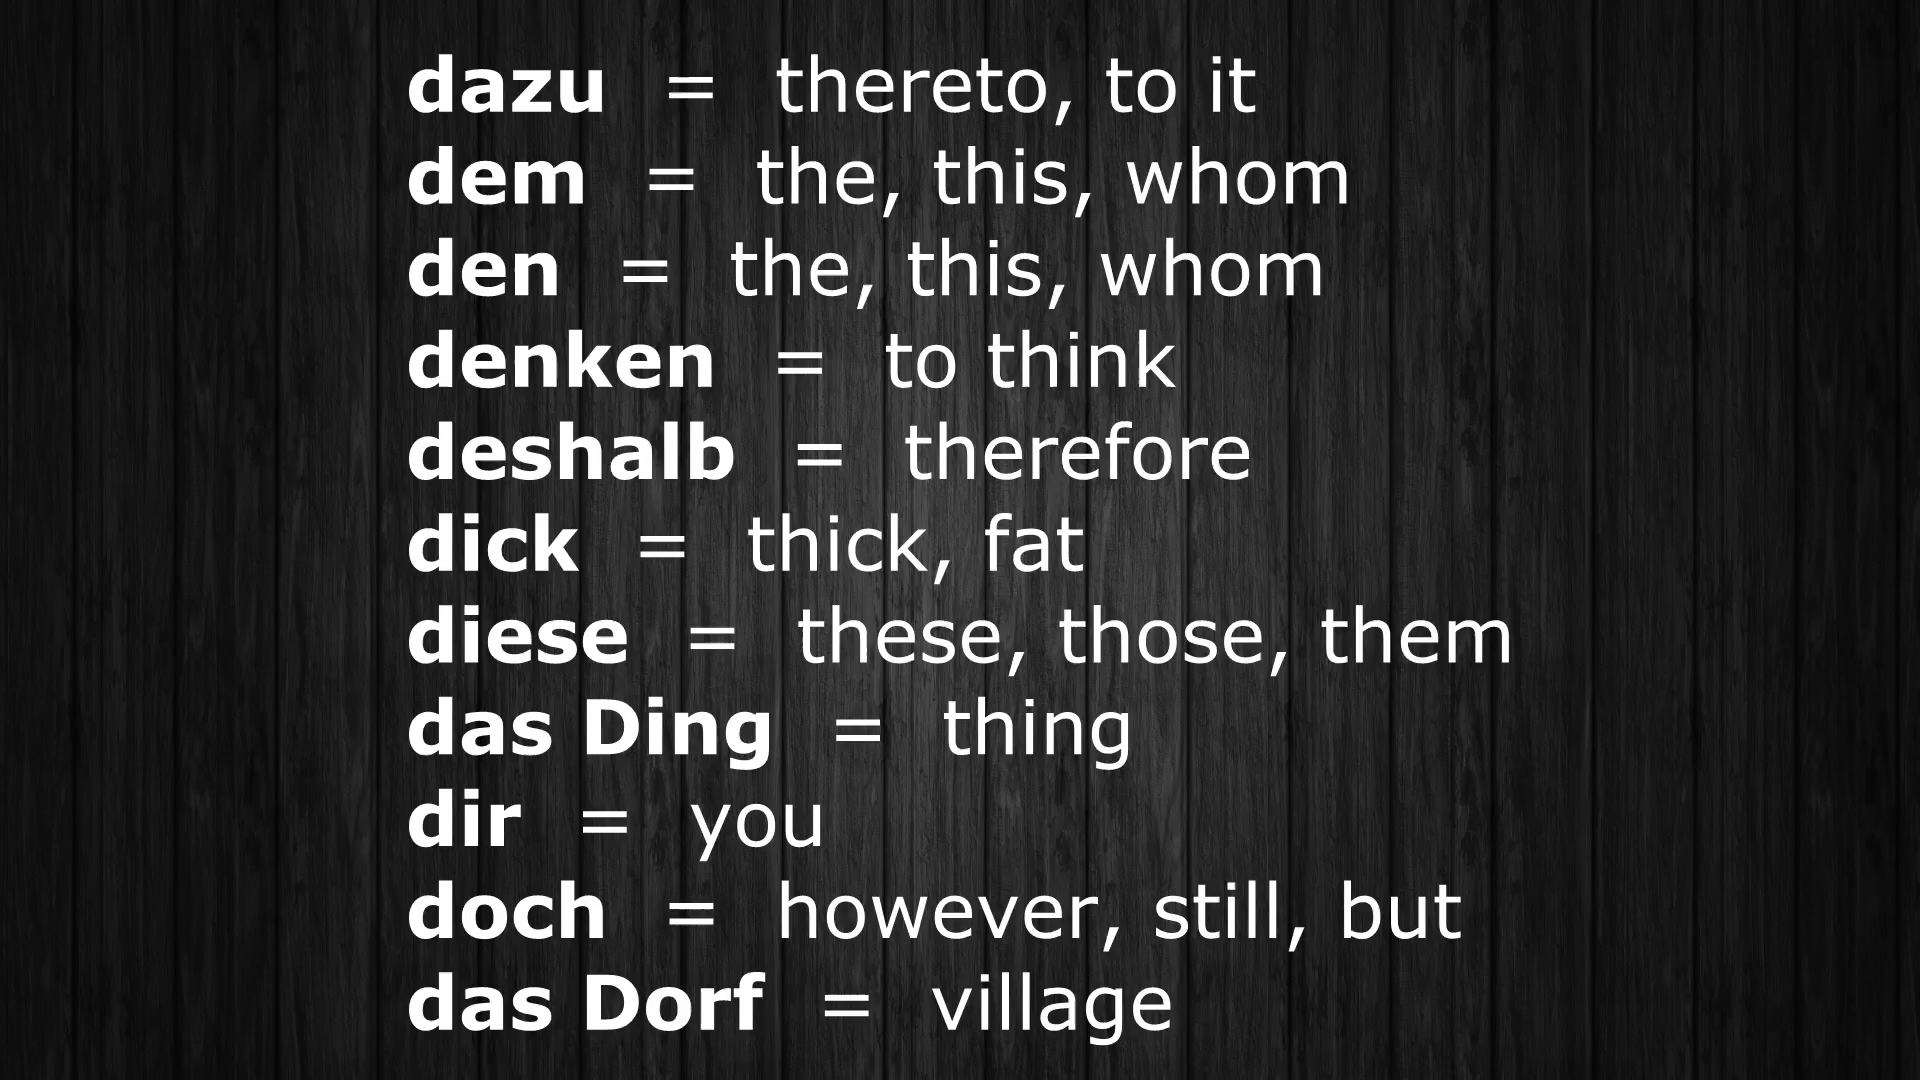 dazu = thereto, to it
dem = the, this, whom
den = the, this, whom
denken = to think
deshalb = therefore
dick = thick, fat
diese = these, those, them
das Ding = thing
dir = you
doch = however, still, but
das Dorf = village